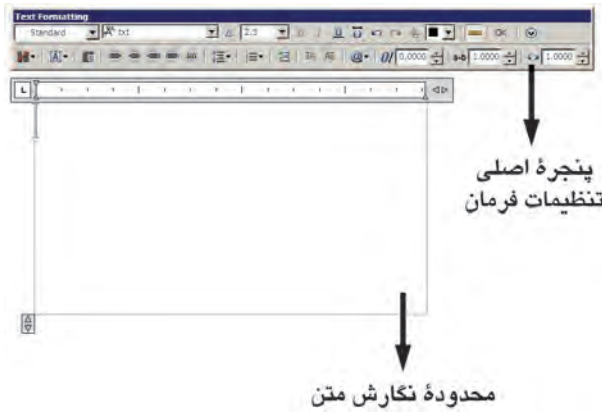 Text Formatting
Standard txt 2.5
OK
@ 0/ 0.0000 a-b 1.0000 1.0000
L
پنجرهٔ اصلی
تنظیمات فرمان
محدودهٔ نگارش متن